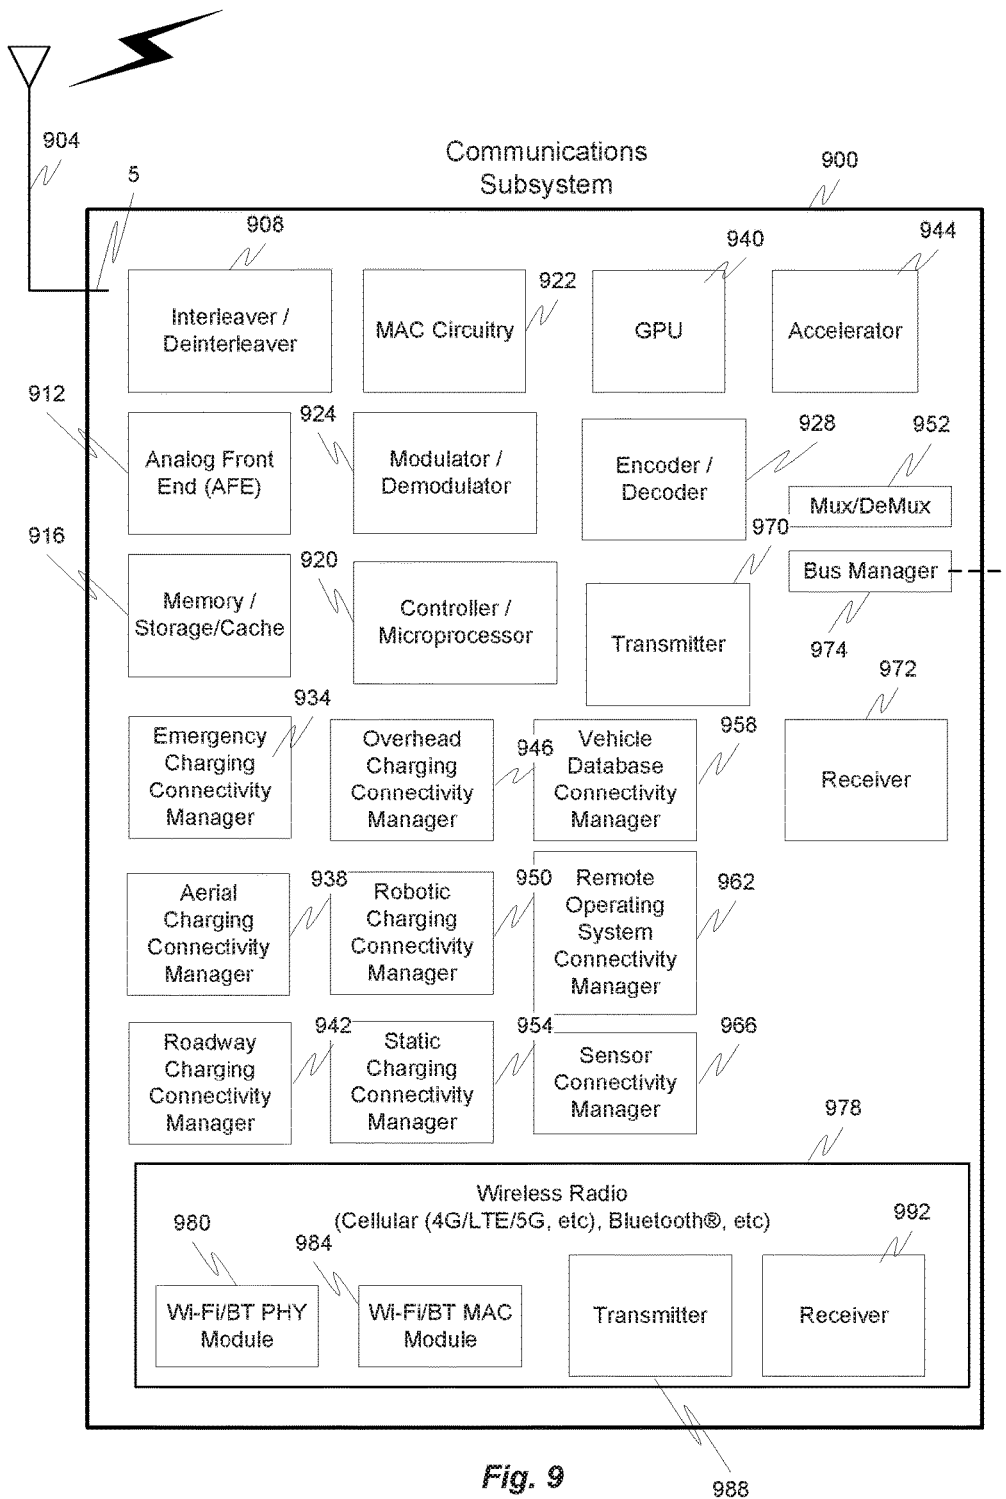 904
5
Communications
Subsystem
900
908
Interleaver /
Deinterleaver
922
MAC Circuitry
940
GPU
944
Accelerator
912
Analog Front
End (AFE)
924
Modulator /
Demodulator
928
Encoder /
Decoder
952
Mux/DeMux
916
Memory /
Storage/Cache
920
Controller /
Microprocessor
970
Transmitter
Bus Manager
974
972
Receiver
934
Emergency
Charging
Connectivity
Manager
Overhead
Charging
Connectivity
Manager
946
Vehicle
Database
Connectivity
Manager
958
Aerial
Charging
Connectivity
Manager
938
Robotic
Charging
Connectivity
Manager
950
Remote
Operating
System
Connectivity
Manager
962
Roadway
Charging
Connectivity
Manager
942
Static
Charging
Connectivity
Manager
954
Sensor
Connectivity
Manager
966
978
Wireless Radio
(Cellular (4G/LTE/5G, etc), Bluetooth®, etc)
980
Wi-Fi/BT PHY
Module
984
Wi-Fi/BT MAC
Module
Transmitter
988
992
Receiver
Fig. 9